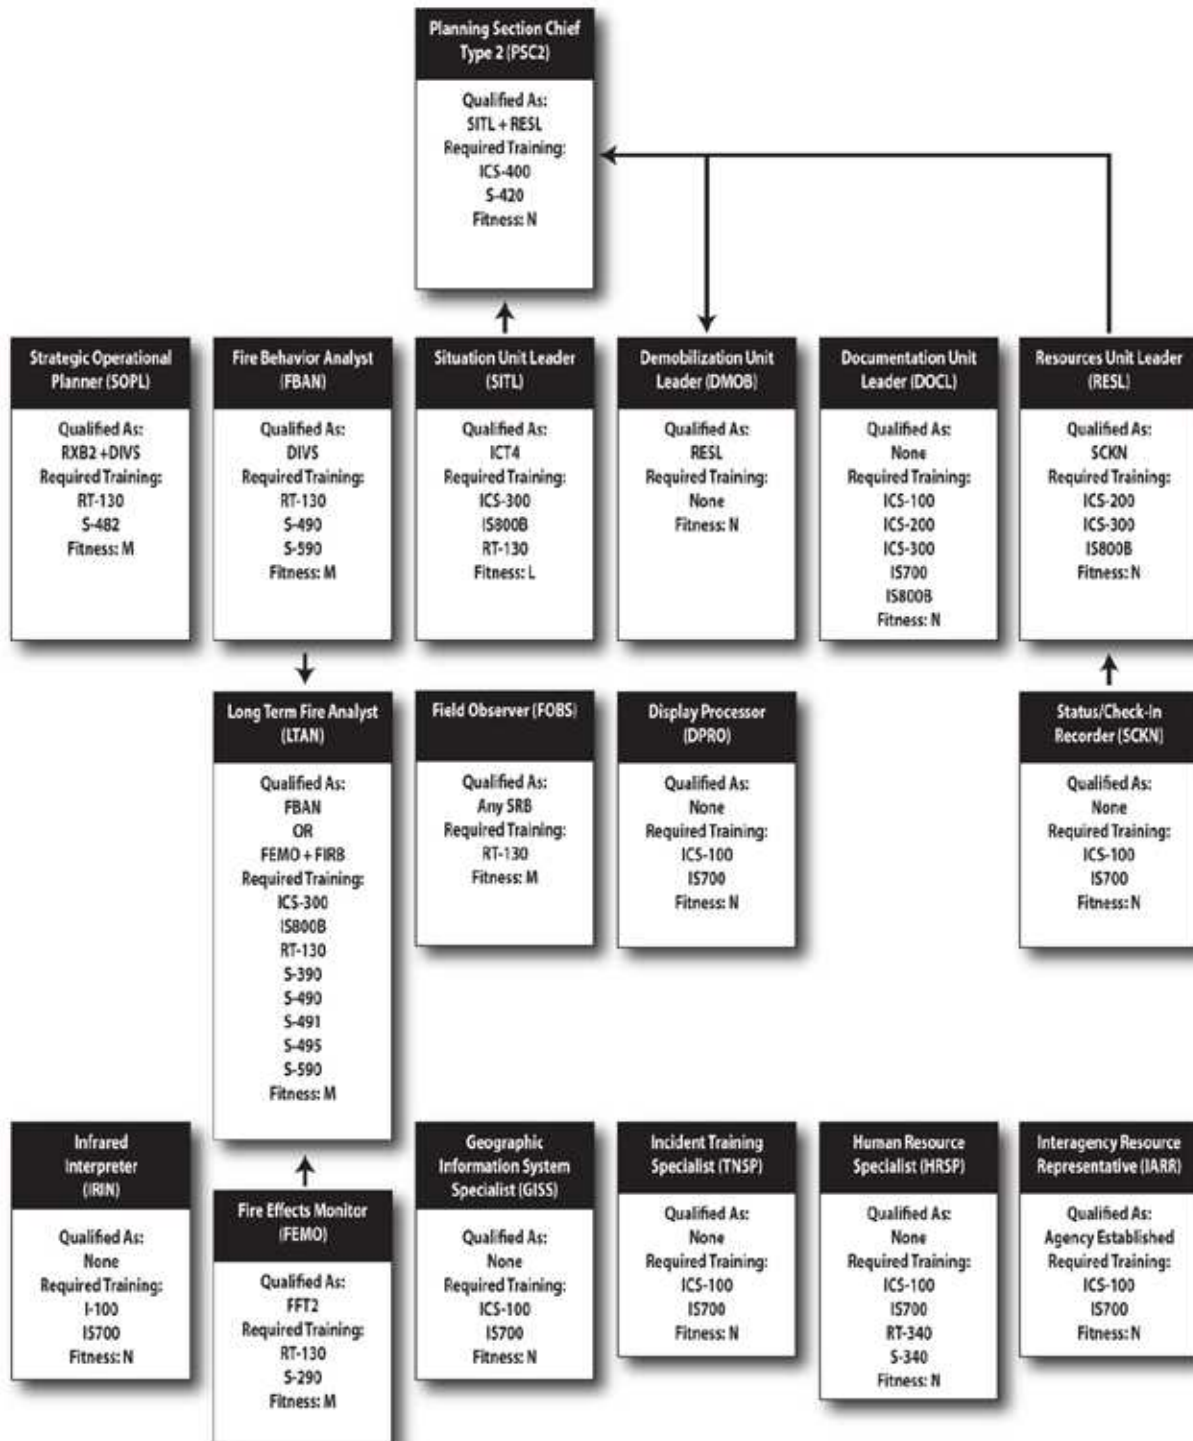 Planning Section Chief
Type 2 (PSC2)
Qualified As:
SITL + RESL
Required Training:
ICS-400
S-420
Fitness: N
Strategic Operational
Planner (SOPL)
Qualified As:
RXB2 +DIVS
Required Training:
RT-130
S-482
Fitness: M
Fire Behavior Analyst
(FBAN)
Qualified As:
DIVS
Required Training:
RT-130
S-490
S-590
Fitness: M
Situation Unit Leader
(SITL)
Qualified As:
ICT4
Required Training:
ICS-300
IS800B
RT-130
Fitness: L
Demobilization Unit
Leader (DMOB)
Qualified As:
RESL
Required Training:
None
Fitness: N
Documentation Unit
Leader (DOCL)
Qualified As:
None
Required Training:
ICS-100
ICS-200
ICS-300
IS700
IS800B
Fitness: N
Resources Unit Leader
(RESL)
Qualified As:
SCKN
Required Training:
ICS-200
ICS-300
IS800B
Fitness: N
Long Term Fire Analyst
(LTAN)
Qualified As:
FBAN
OR
FEMO + FIRB
Required Training:
ICS-300
IS800B
RT-130
S-390
S-490
S-491
S-495
S-590
Fitness: M
Field Observer (FOBS)
Qualified As:
Any SRB
Required Training:
RT-130
Fitness: M
Display Processor
(DPRO)
Qualified As:
None
Required Training:
ICS-100
IS700
Fitness: N
Status/Check-In
Recorder (SCKN)
Qualified As:
None
Required Training:
ICS-100
IS700
Fitness: N
Infrared
Interpreter
(IRIN)
Qualified As:
None
Required Training:
I-100
IS700
Fitness: N
Fire Effects Monitor
(FEMO)
Qualified As:
FFT2
Required Training:
RT-130
S-290
Fitness: M
Geographic
Information System
Specialist (GISS)
Qualified As:
None
Required Training:
ICS-100
IS700
Fitness: N
Incident Training
Specialist (TNSP)
Qualified As:
None
Required Training:
ICS-100
IS700
Fitness: N
Human Resource
Specialist (HRSP)
Qualified As:
None
Required Training:
ICS-100
IS700
RT-340
S-340
Fitness: N
Interagency Resource
Representative (IARR)
Qualified As:
Agency Established
Required Training:
ICS-100
IS700
Fitness: N